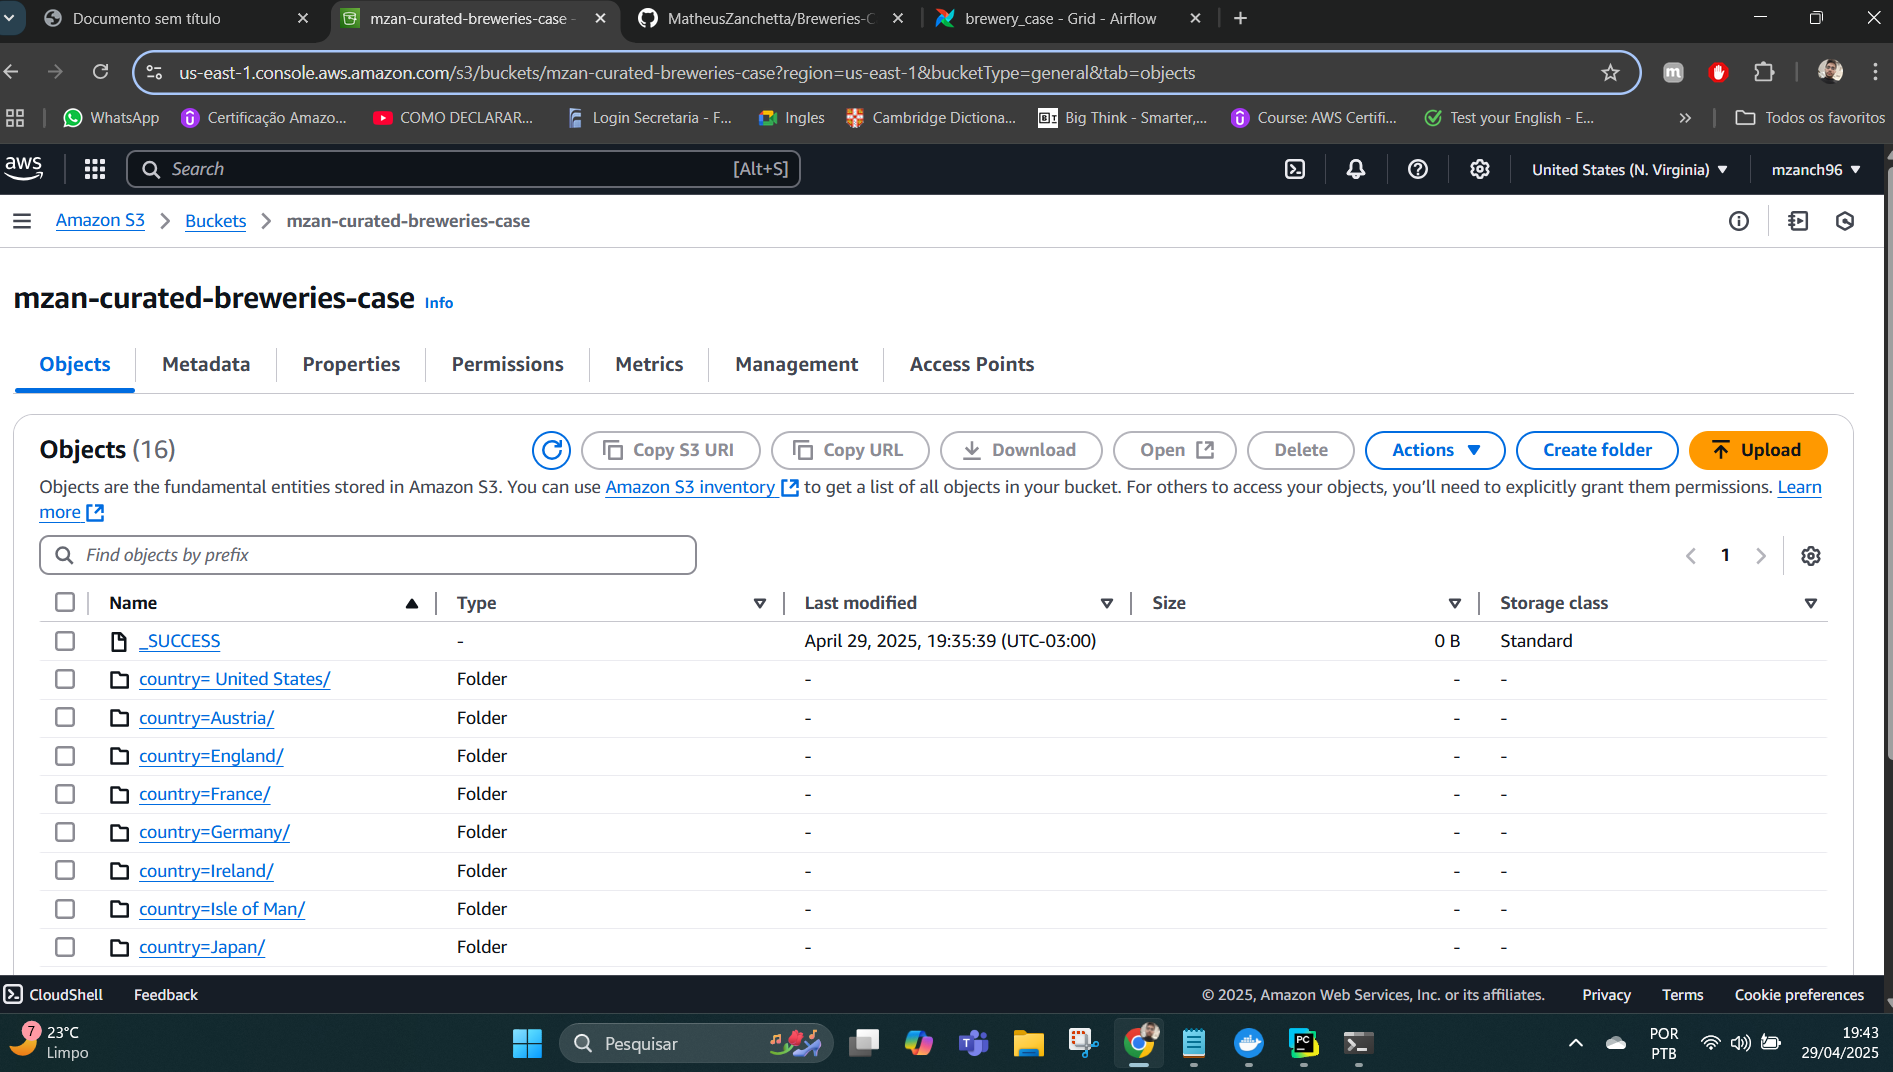 Documento sem título
mzan-curated-breweries-case -
MatheusZanchetta/Breweries-C
brewery_case - Grid - Airflow
us-east-1.console.aws.amazon.com/s3/buckets/mzan-curated-breweries-case?region=us-east-1&bucketType=general&tab=objects
m
WhatsApp
Certificação Amazo...
COMO DECLARAR...
Login Secretaria - F...
Ingles
Cambridge Dictiona...
BT
Big Think - Smarter,...
Course: AWS Certifi...
Test your English - E...
Todos os favoritos
aws
Search
[Alt+S]
United States (N. Virginia)
mzanch96
Amazon S3
Buckets
mzan-curated-breweries-case
mzan-curated-breweries-case Info
Objects
Metadata
Properties
Permissions
Metrics
Management
Access Points
Objects (16)
Copy S3 URI
Copy URL
Download
Open
Delete
Actions
Create folder
Upload
Objects are the fundamental entities stored in Amazon S3. You can use Amazon S3 inventory to get a list of all objects in your bucket. For others to access your objects, you'll need to explicitly grant them permissions. Learn
more
Find objects by prefix
1
Name Type Last modified Size Storage class
_SUCCESS - April 29, 2025, 19:35:39 (UTC-03:00) 0 B Standard
country= United States/ Folder - - -
country=Austria/ Folder - - -
country=England/ Folder - - -
country=France/ Folder - - -
country=Germany/ Folder - - -
country=Ireland/ Folder - - -
country=Isle of Man/ Folder - - -
country=Japan/ Folder - - -
CloudShell
Feedback
© 2025, Amazon Web Services, Inc. or its affiliates.
Privacy
Terms
Cookie preferences
7
23°C
Limpo
Pesquisar
PC
POR
PTB
19:43
29/04/2025